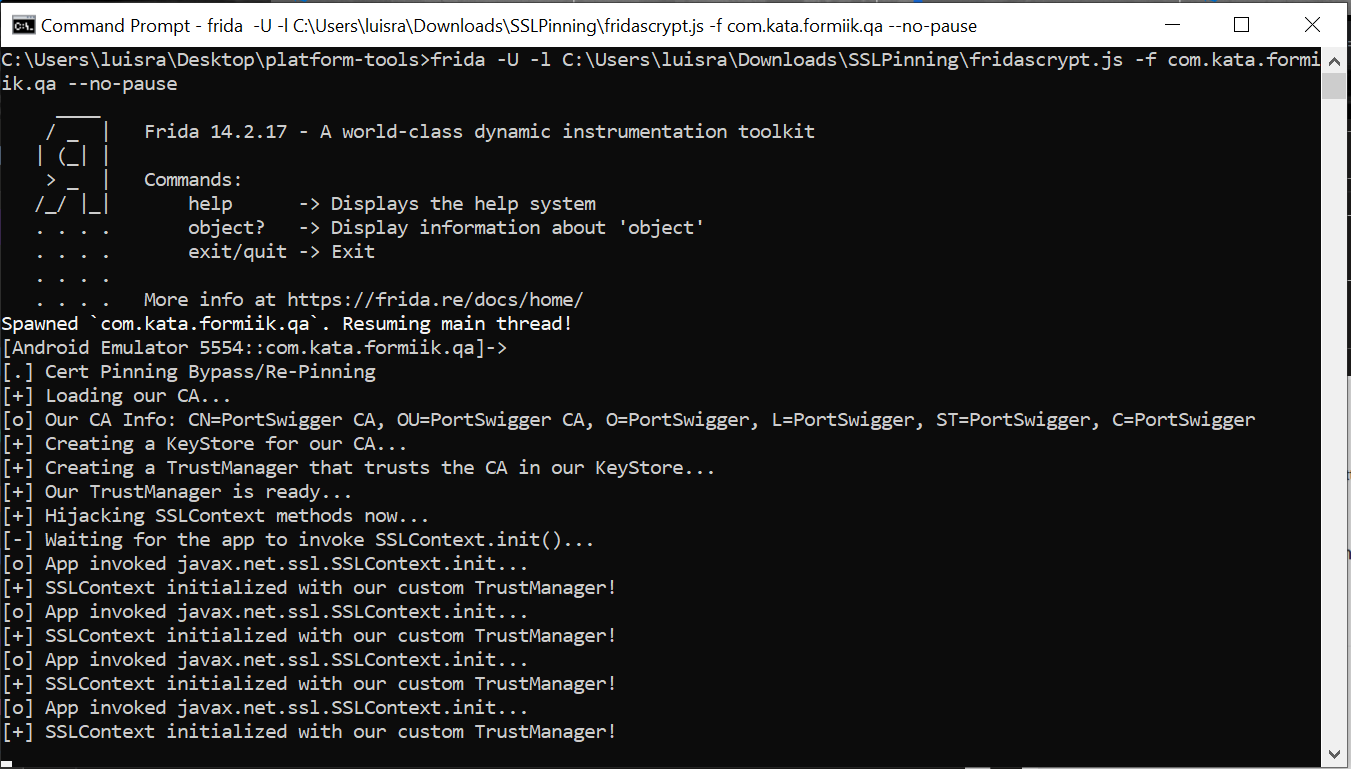 Command Prompt - frida  -U -l C:\Users\luisra\Downloads\SSLPinning\fridascrypt.js -f com.kata.formiik.qa --no-pause
C:\Users\luisra\Desktop\platform-tools>frida -U -l C:\Users\luisra\Downloads\SSLPinning\fridascrypt.js -f com.kata.formi
ik.qa --no-pause
     ____
    / _  |   Frida 14.2.17 - A world-class dynamic instrumentation toolkit
   | (_| |
    > _  |   Commands:
   /_/ |_|       help      -> Displays the help system
   . . . .       object?   -> Display information about 'object'
   . . . .       exit/quit -> Exit
   . . . .
   . . . .   More info at https://frida.re/docs/home/
Spawned `com.kata.formiik.qa`. Resuming main thread!
[Android Emulator 5554::com.kata.formiik.qa]->
[.] Cert Pinning Bypass/Re-Pinning
[+] Loading our CA...
[o] Our CA Info: CN=PortSwigger CA, OU=PortSwigger CA, O=PortSwigger, L=PortSwigger, ST=PortSwigger, C=PortSwigger
[+] Creating a KeyStore for our CA...
[+] Creating a TrustManager that trusts the CA in our KeyStore...
[+] Our TrustManager is ready...
[+] Hijacking SSLContext methods now...
[-] Waiting for the app to invoke SSLContext.init()...
[o] App invoked javax.net.ssl.SSLContext.init...
[+] SSLContext initialized with our custom TrustManager!
[o] App invoked javax.net.ssl.SSLContext.init...
[+] SSLContext initialized with our custom TrustManager!
[o] App invoked javax.net.ssl.SSLContext.init...
[+] SSLContext initialized with our custom TrustManager!
[o] App invoked javax.net.ssl.SSLContext.init...
[+] SSLContext initialized with our custom TrustManager!